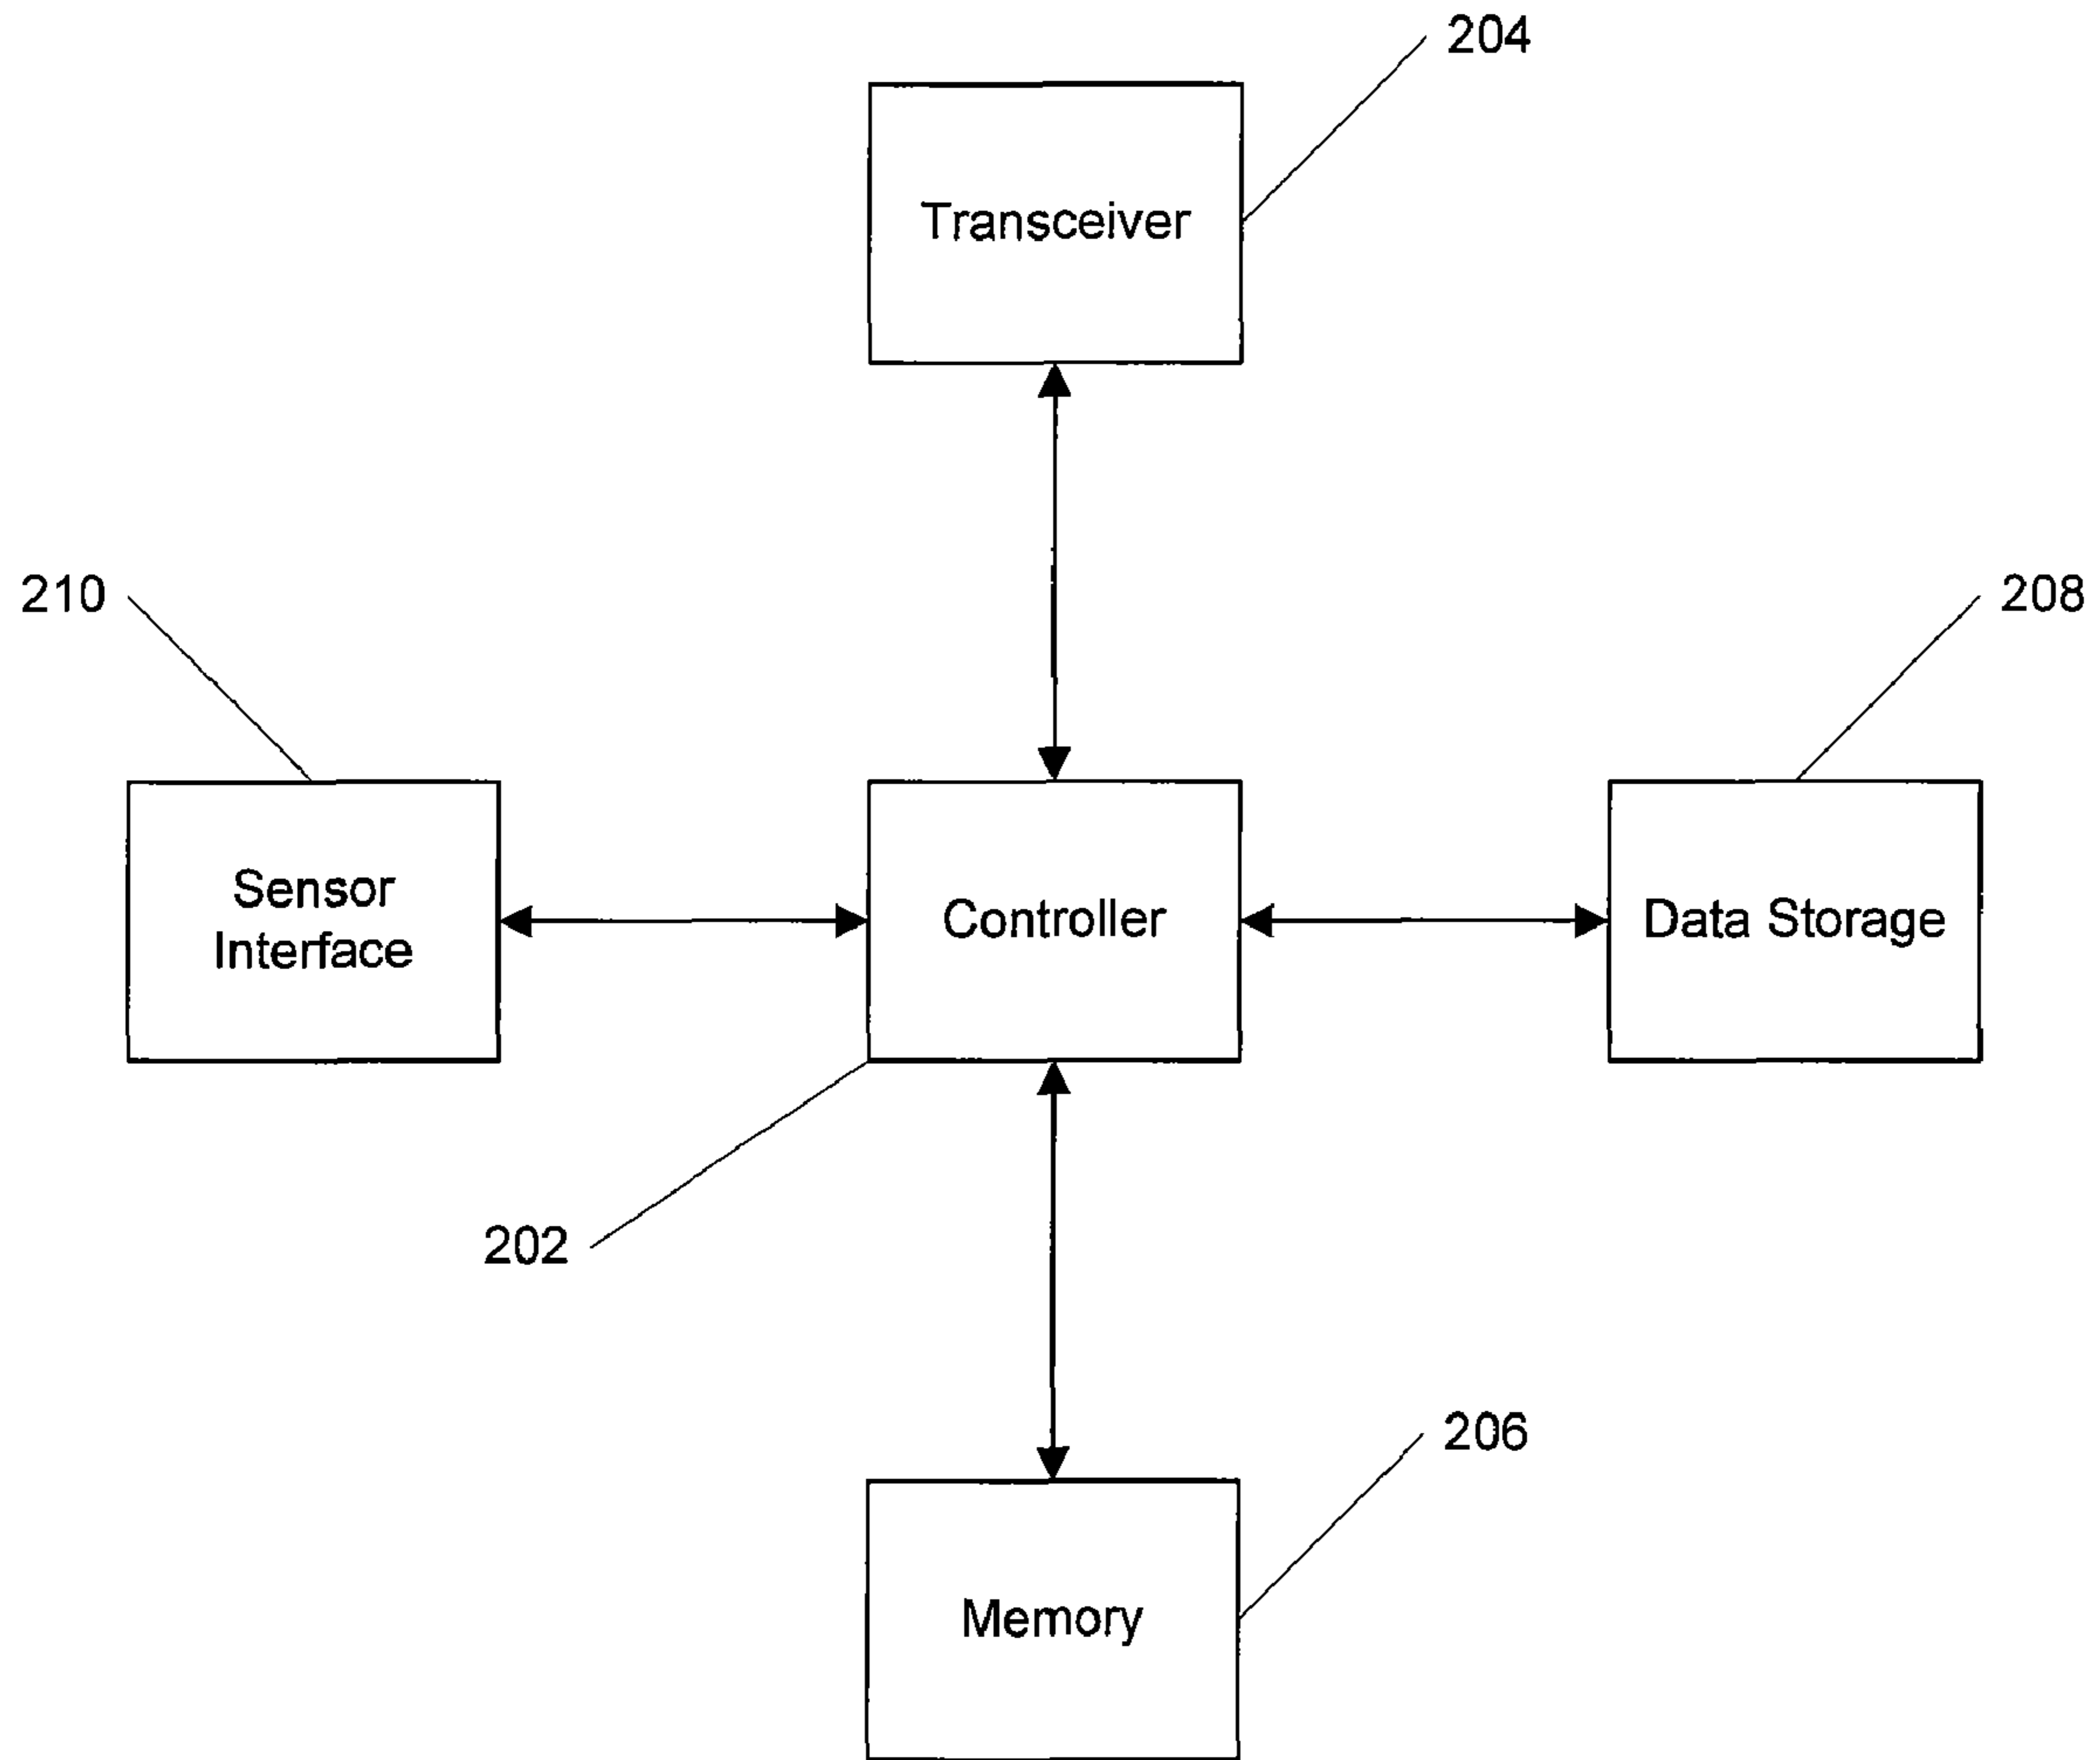 204
Transceiver
210
208
Sensor
Interface
Controller
Data Storage
202
206
Memory